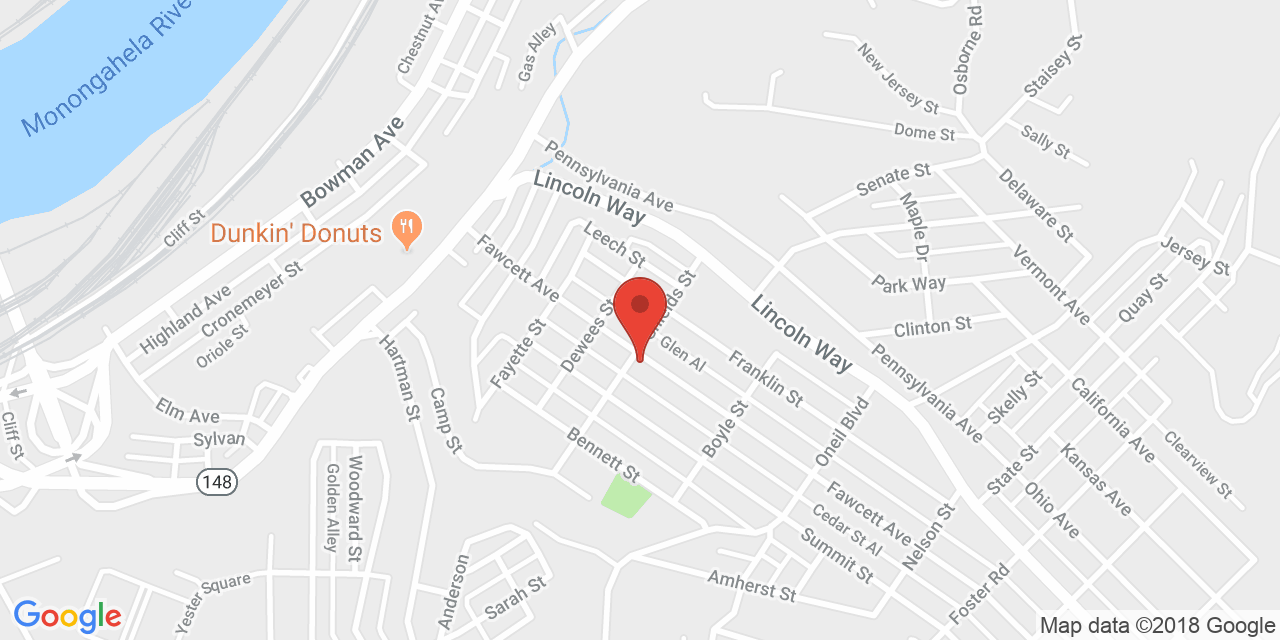 Monongahela River
Chestnut Av
Gas Alley
Osborne Rd
Staisey St
New Jersey St
Dome St
Sally St
Bowman Ave
Pennsylvania Ave
Lincoln Way
Senate St
Delaware St
Maple Dr
Cliff St
Dunkin' Donuts
Leech St
Fawcett Ave
Jersey St
Vermont Ave
Park Way
Quay St
Highland Ave
Cronemeyer St
Oriole St
Dewees St
Fayette St
Shields St
Glen Al
Lincoln Way
Clinton St
Hartman St
Camp St
Franklin St
Pennsylvania Ave
Skelly St
California Ave
Elm Ave
Sylvan
Cliff St
148
Bennett St
Boyle St
Oneil Blvd
State St
Kansas Ave
Clearview St
Ohio Ave
Woodward St
Golden Alley
Fawcett Ave
Cedar St Al
Summit St
Nelson St
Yester Square
Anderson
Sarah St
Amherst St
Foster Rd
Google
Map data ©2018 Google